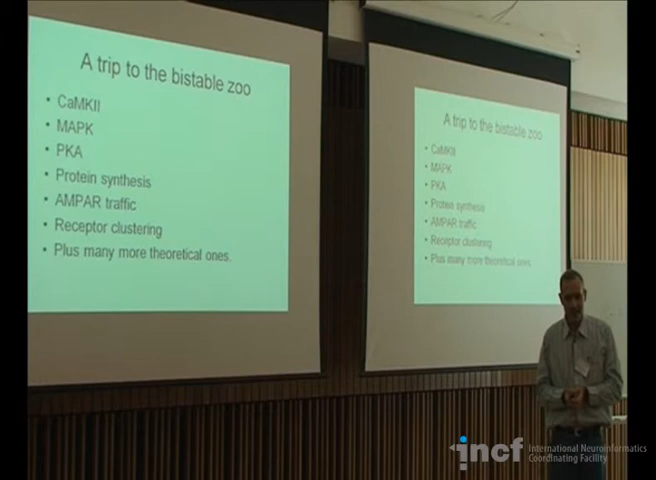 A trip to the bistable zoo
• CaMKII
• MAPK
• PKA
• Protein synthesis
• AMPAR traffic
• Receptor clustering
• Plus many more theoretical ones.
A trip to the bistable zoo
• CaMKII
• MAPK
• PKA
• Protein synthesis
• AMPAR traffic
• Receptor clustering
• Plus many more theoretical ones.
incf International Neuroinformatics
Coordinating Facility